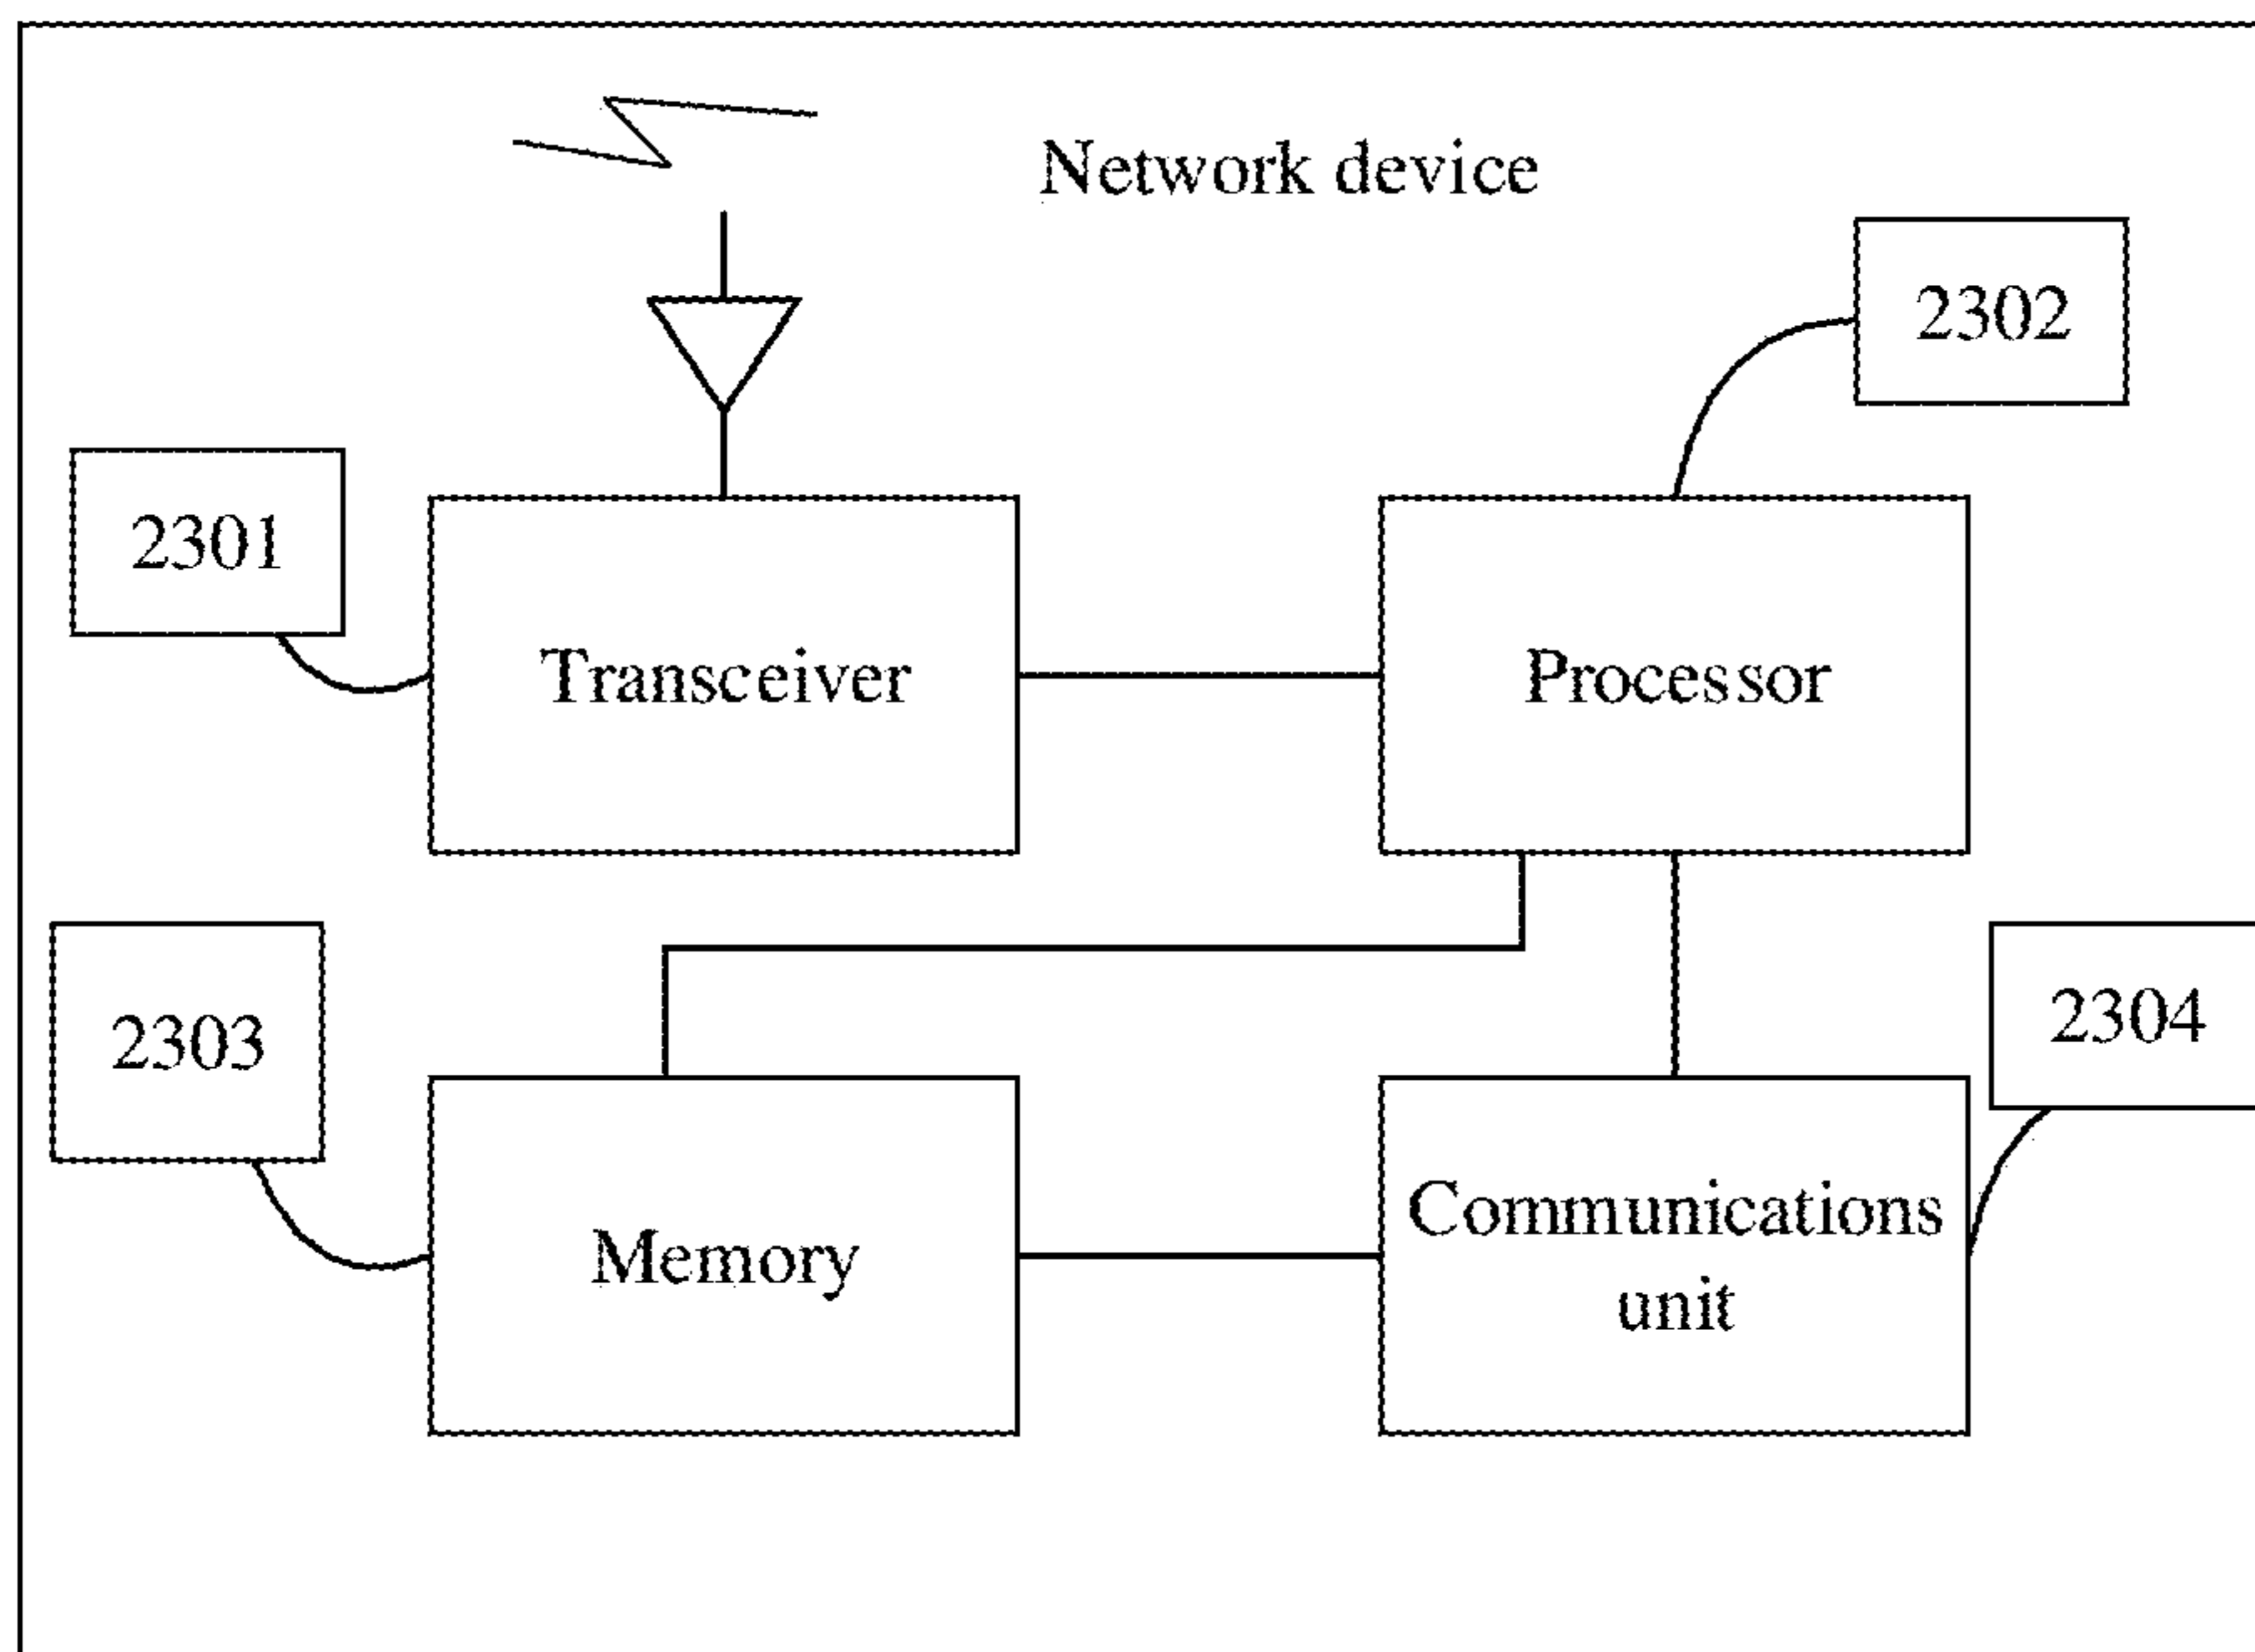 Network device
2302
2301
Transceiver
Processor
2303
2304
Memory
Communications
unit